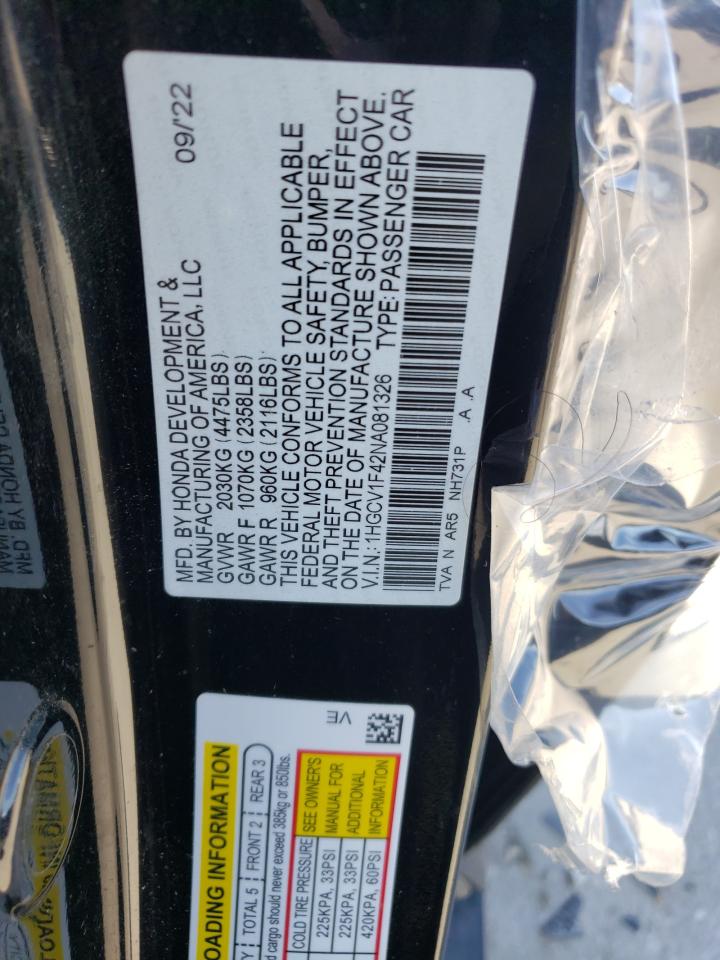 09/'22
MFD. BY HONDA DEVELOPMENT &
MANUFACTURING OF AMERICA, LLC
GVWR 2030KG (4475LBS)
GAWR F 1070KG (2358LBS)
GAWR R 960KG (2116LBS)
THIS VEHICLE CONFORMS TO ALL APPLICABLE
FEDERAL MOTOR VEHICLE SAFETY, BUMPER,
AND THEFT PREVENTION STANDARDS IN EFFECT
ON THE DATE OF MANUFACTURE SHOWN ABOVE.
V.I.N.:1HGCV1F42NA081326 TYPE:PASSENGER CAR
TVA N AR5 NH731P .A .A
VE
OADING INFORMATION
TOTAL 5 FRONT 2 REAR 3
d cargo should never exceed 385kg or 850lbs.
COLD TIRE PRESSURE SEE OWNER'S
225KPA, 33PSI MANUAL FOR
225KPA, 33PSI ADDITIONAL
420KPA, 60PSI INFORMATION